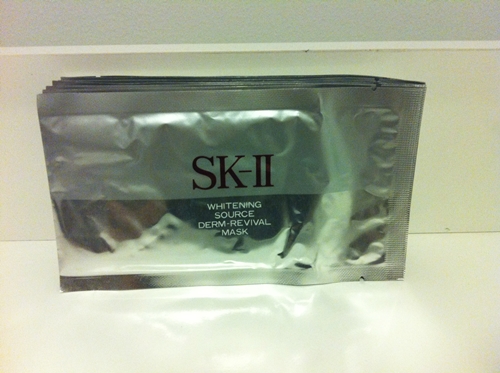 SK-II
WHITENING
SOURCE
DERM-REVIVAL
MASK